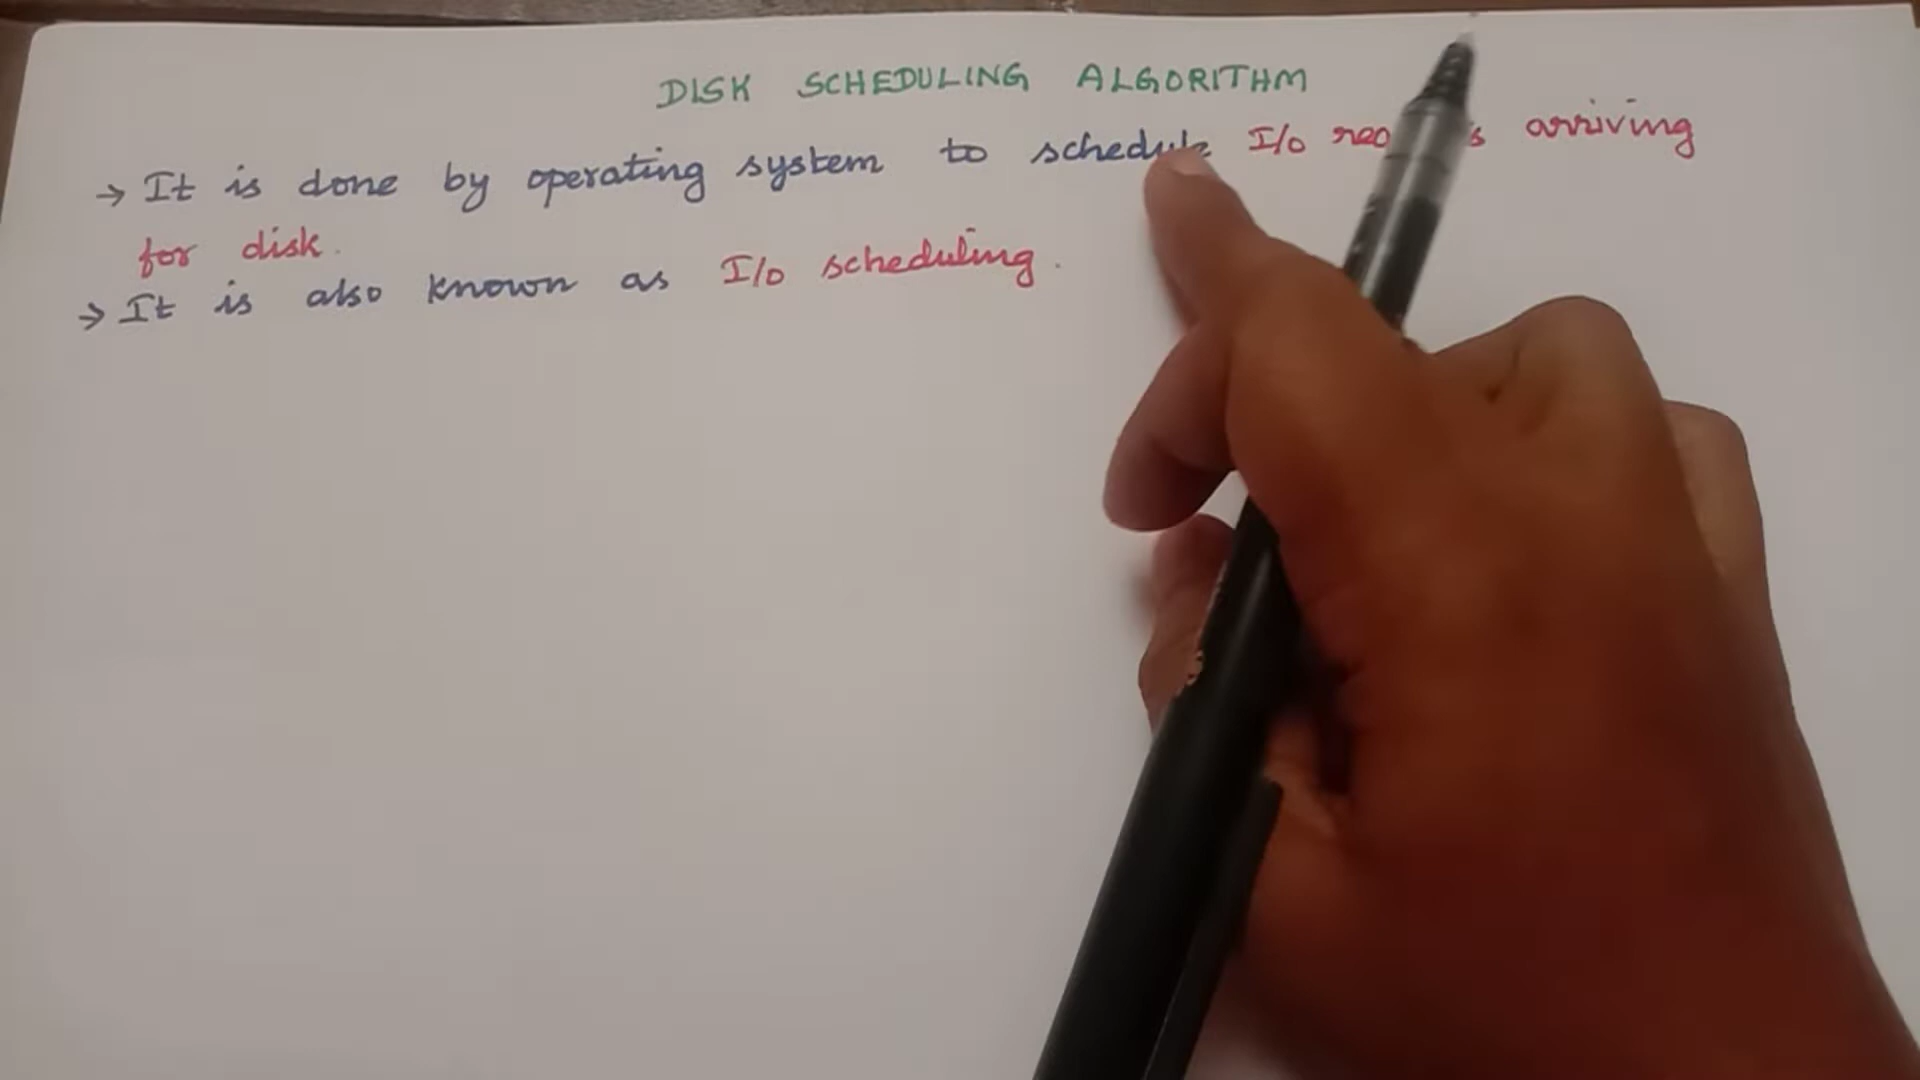 DISK SCHEDULING ALGORITHM
→ It is done by operating system to schedule I/o arriving
for disk.
→ It is also known as I/o scheduling.